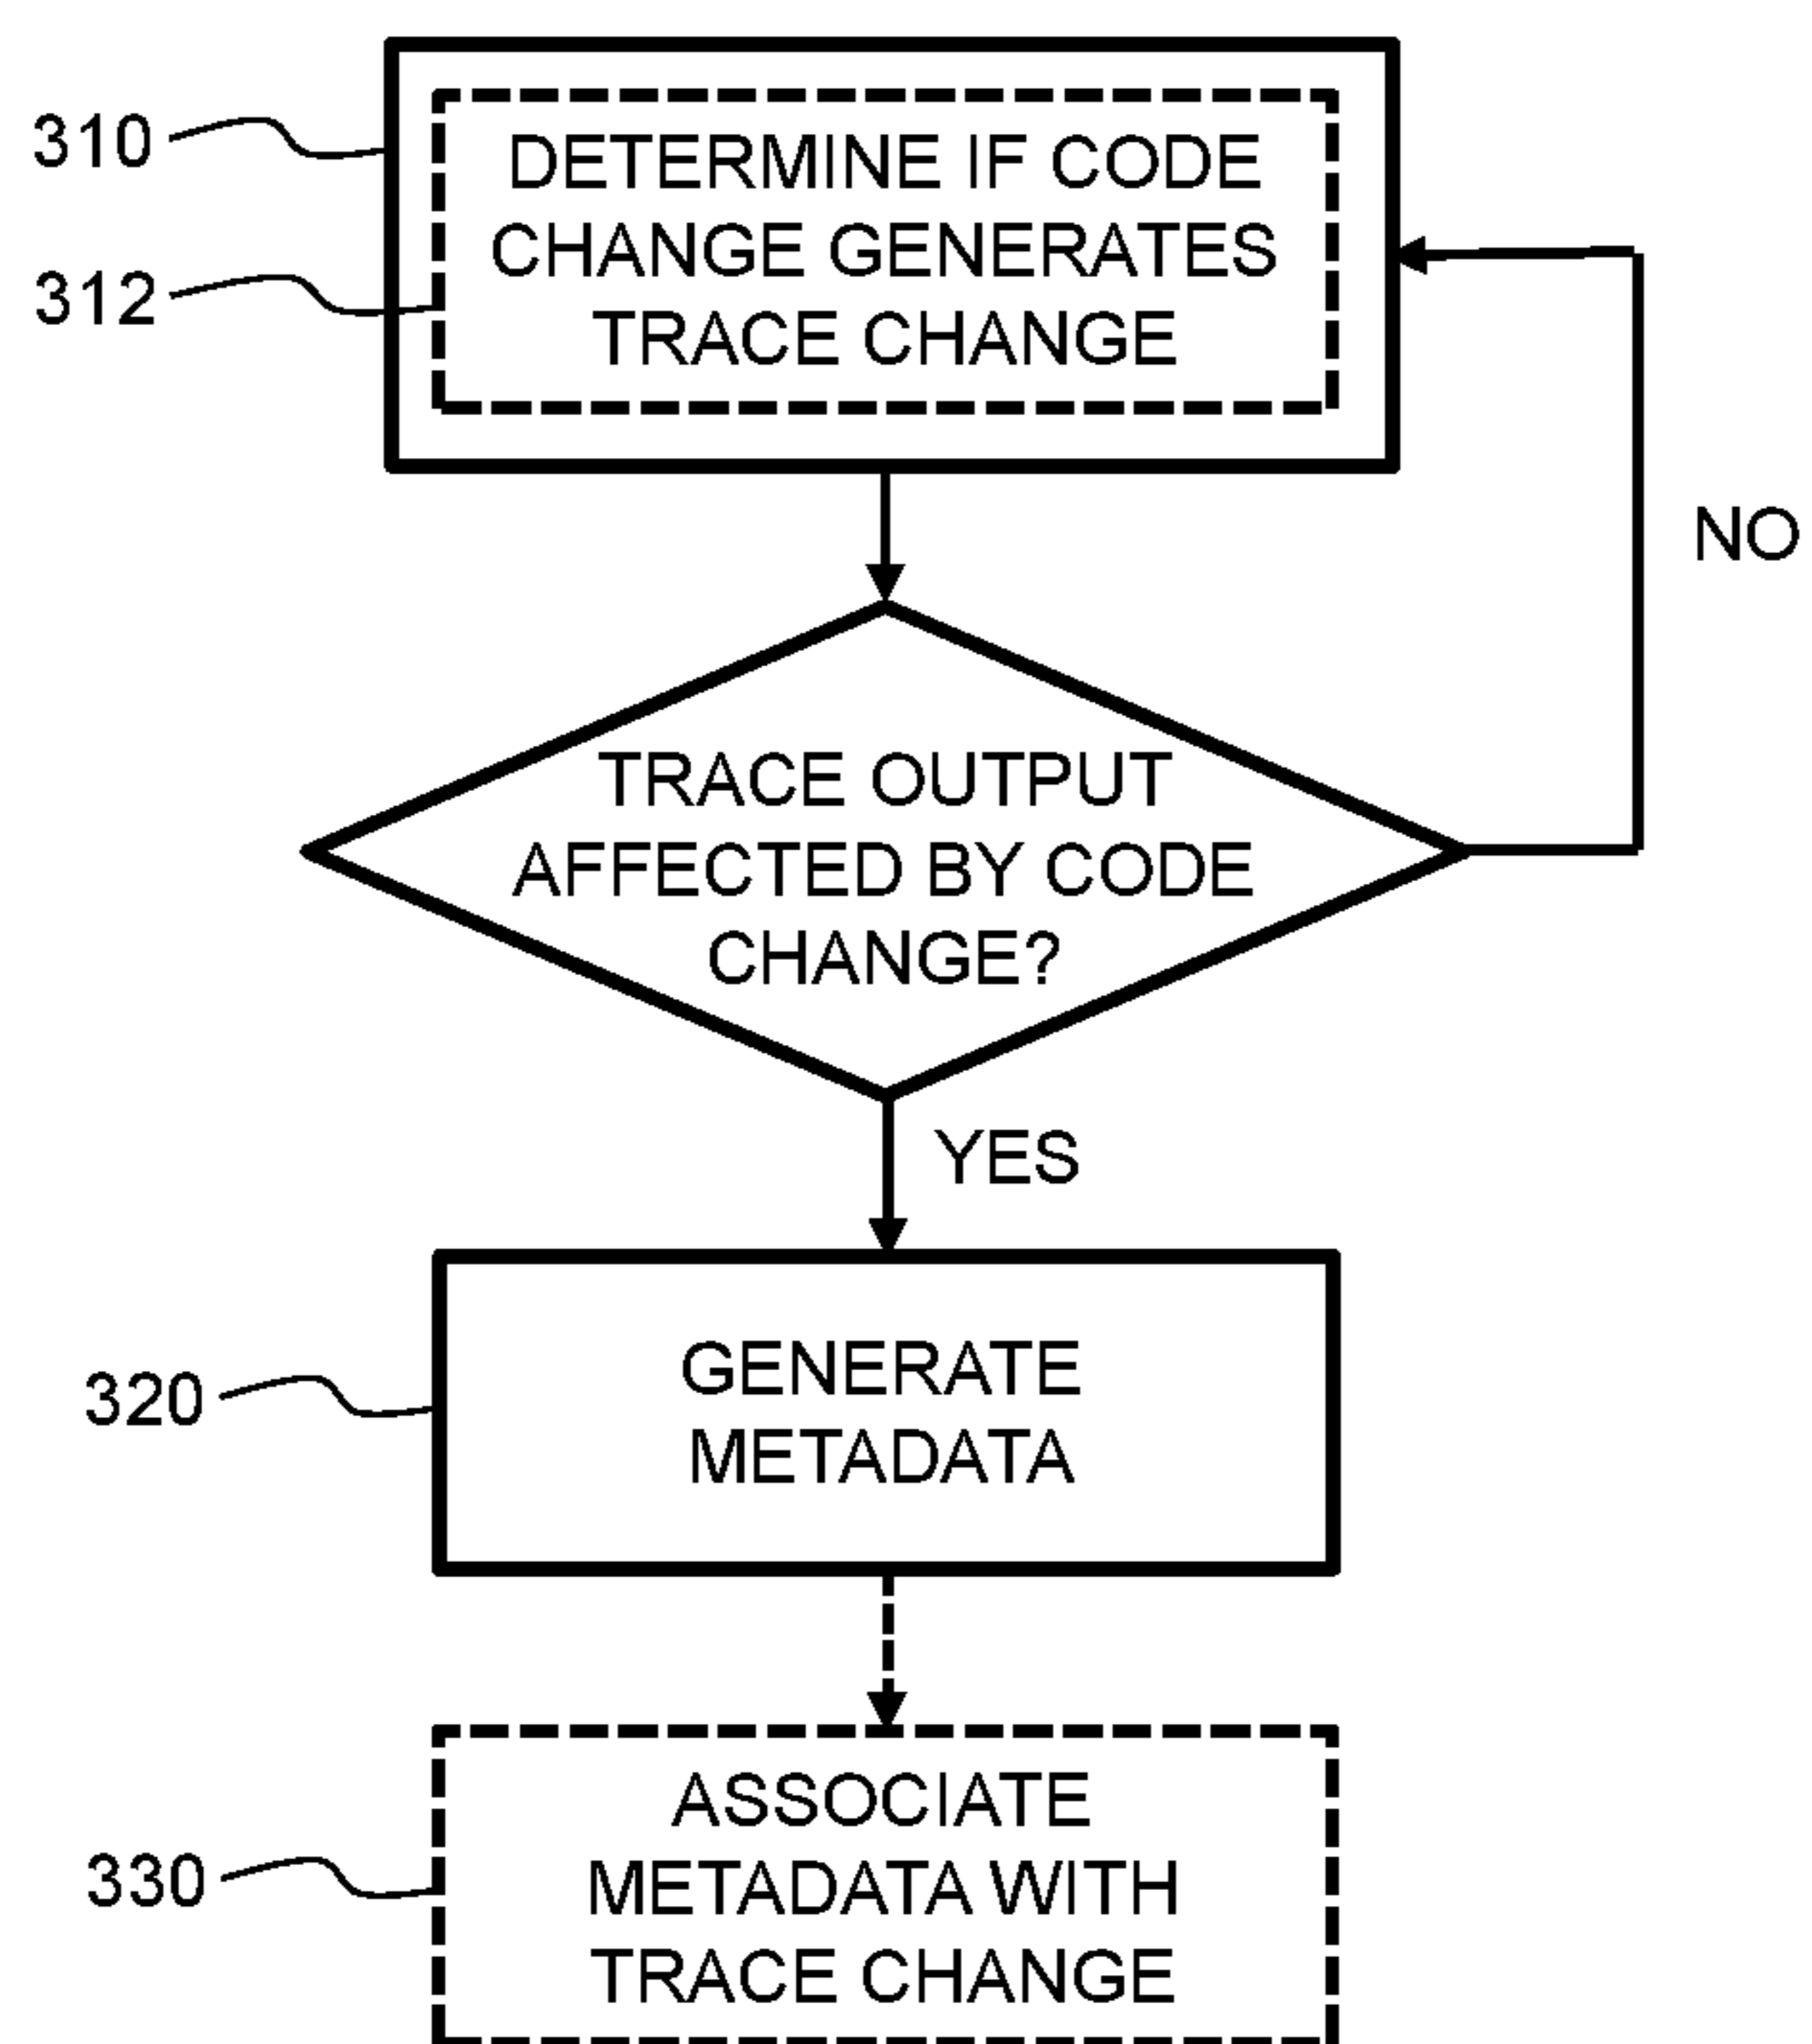 310
DETERMINE IF CODE
CHANGE GENERATES
TRACE CHANGE
312
NO
TRACE OUTPUT
AFFECTED BY CODE
CHANGE?
YES
320
GENERATE
METADATA
330
ASSOCIATE
METADATA WITH
TRACE CHANGE